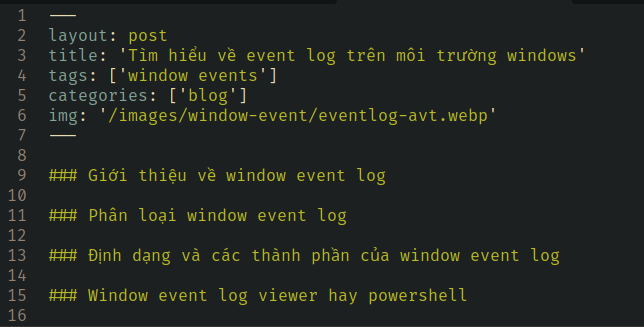 1 ---
2 layout: post
3 title: 'Tìm hiểu về event log trên môi trường windows'
4 tags: ['window events']
5 categories: ['blog']
6 img: '/images/window-event/eventlog-avt.webp'
7 ---
8
9 ### Giới thiệu về window event log
10
11 ### Phân loại window event log
12
13 ### Định dạng và các thành phần của window event log
14
15 ### Window event log viewer hay powershell
16